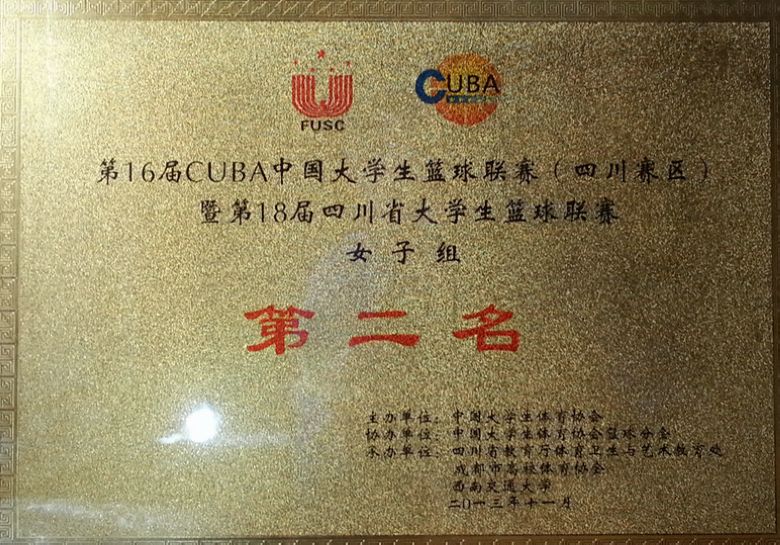 FUSC
CUBA
第16届CUBA中国大学生篮球联赛（四川赛区）
暨第18届四川省大学生篮球联赛
女子组
第二名
主办单位：中国大学生体育协会
协办单位：中国大学生体育协会篮球分会
承办单位：四川省教育厅体育卫生与艺术教育处
成都市高校体育协会
西南交通大学
二〇一三年十一月